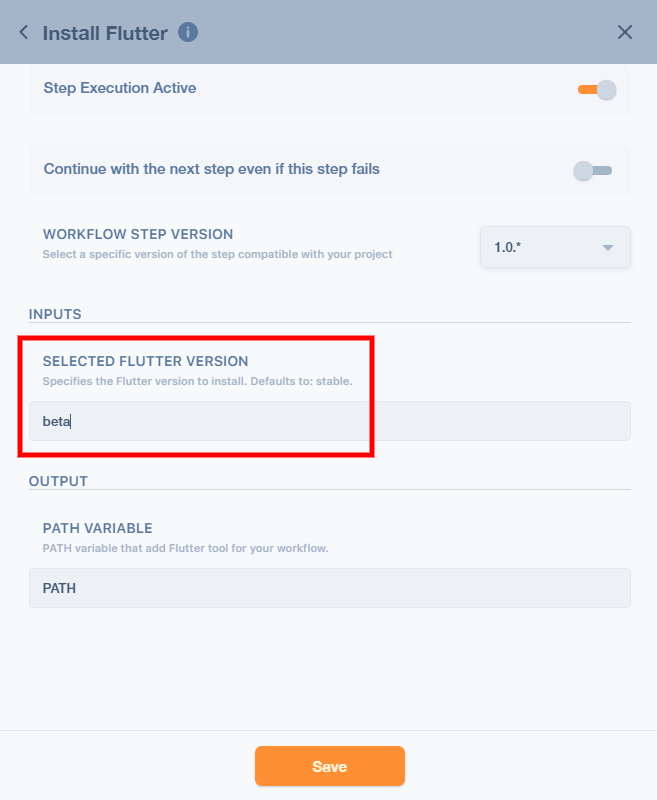 Install Flutter i
Step Execution Active
Continue with the next step even if this step fails
WORKFLOW STEP VERSION
Select a specific version of the step compatible with your project
1.0.*
INPUTS
SELECTED FLUTTER VERSION
Specifies the Flutter version to install. Defaults to: stable.
beta
OUTPUT
PATH VARIABLE
PATH variable that add Flutter tool for your workflow.
PATH
Save